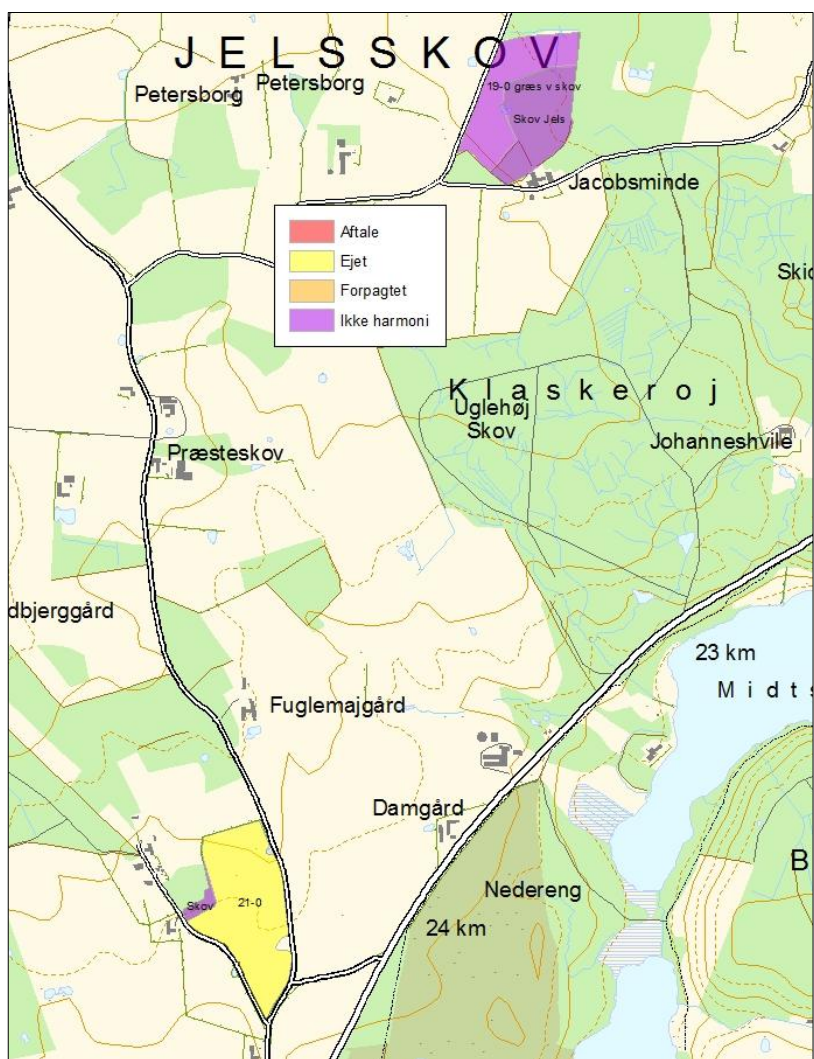 J E L S S K O V
Petersborg
Petersborg
19-0 græs v skov
Skov Jels
Jacobsminde
Aftale
Ejet
Forpagtet
Ikke harmoni
Skio
K l a s k e r o j
Uglehøj
Skov
Johanneshvile
Præsteskov
dbjerggård
23 km
M i d t s
Fuglemajgård
Damgård
B
Nedereng
Skov
21-0
24 km